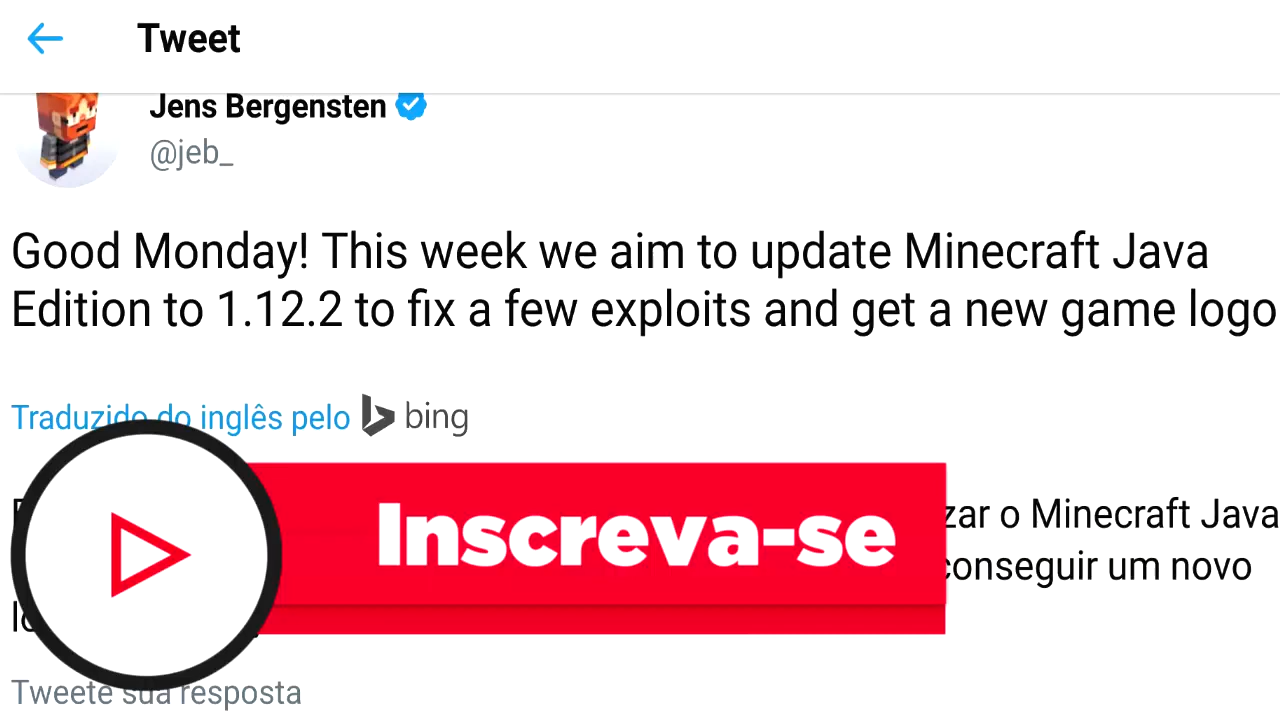 Tweet
Jens Bergensten
@jeb_
Good Monday! This week we aim to update Minecraft Java
Edition to 1.12.2 to fix a few exploits and get a new game logo
Traduzido do inglês pelo bing
Inscreva-se
o Minecraft Java
conseguir um novo
Tweete sua resposta